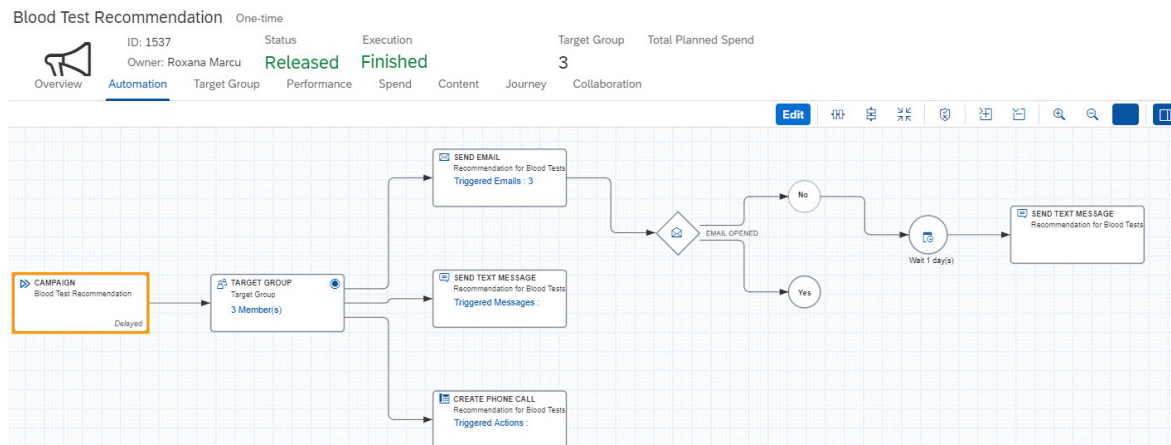 Blood Test Recommendation One-time
ID: 1537 Status Execution Target Group Total Planned Spend
Owner: Roxana Marcu Released Finished 3
Overview Automation Target Group Performance Spend Content Journey Collaboration
Edit
SEND EMAIL
Recommendation for Blood Tests
Triggered Emails : 3
No
SEND TEXT MESSAGE
Recommendation for Blood Tests
EMAIL OPENED
Wait 1 day(s)
CAMPAIGN
Blood Test Recommendation
Delayed
TARGET GROUP
Target Group
3 Member(s)
SEND TEXT MESSAGE
Recommendation for Blood Tests
Triggered Messages :
Yes
CREATE PHONE CALL
Recommendation for Blood Tests
Triggered Actions :